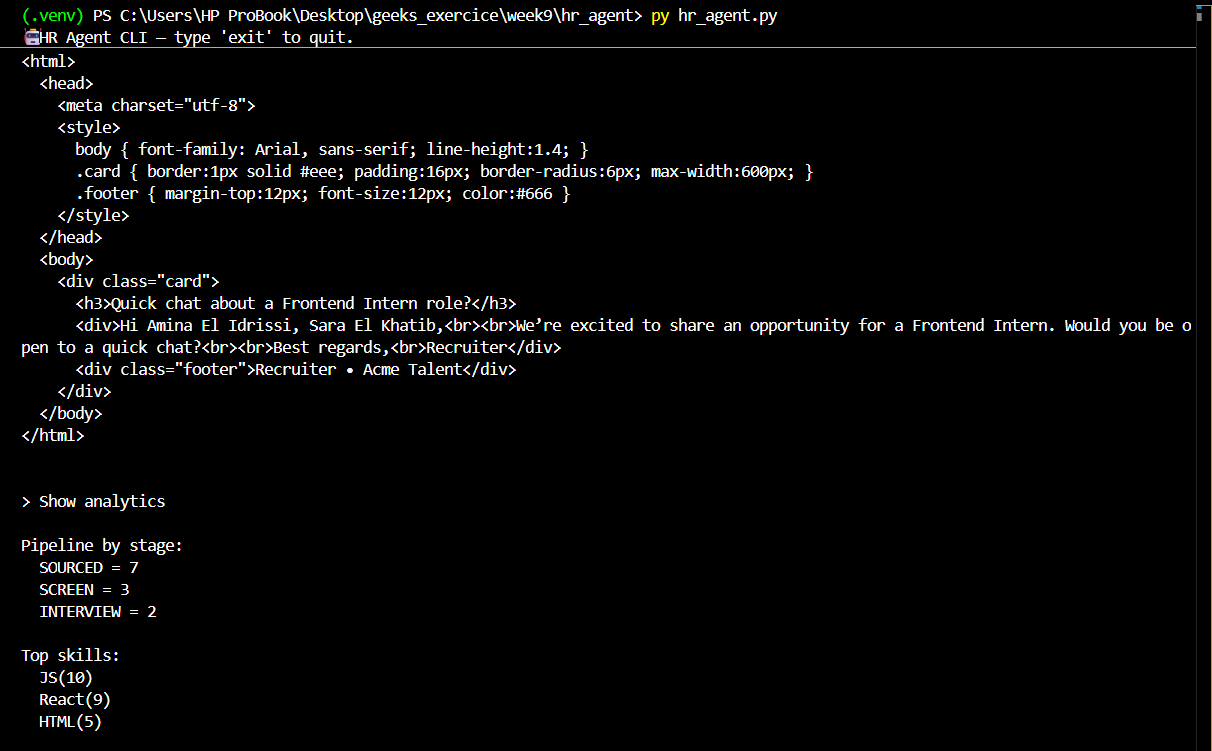 (.venv) PS C:\Users\HP ProBook\Desktop\geeks_exercice\week9\hr_agent> py hr_agent.py
🤖HR Agent CLI — type 'exit' to quit.
<html>
  <head>
    <meta charset="utf-8">
    <style>
      body { font-family: Arial, sans-serif; line-height:1.4; }
      .card { border:1px solid #eee; padding:16px; border-radius:6px; max-width:600px; }
      .footer { margin-top:12px; font-size:12px; color:#666 }
    </style>
  </head>
  <body>
    <div class="card">
      <h3>Quick chat about a Frontend Intern role?</h3>
      <div>Hi Amina El Idrissi, Sara El Khatib,<br><br>We’re excited to share an opportunity for a Frontend Intern. Would you be o
pen to a quick chat?<br><br>Best regards,<br>Recruiter</div>
      <div class="footer">Recruiter • Acme Talent</div>
    </div>
  </body>
</html>
> Show analytics
Pipeline by stage:
  SOURCED = 7
  SCREEN = 3
  INTERVIEW = 2
Top skills:
  JS(10)
  React(9)
  HTML(5)